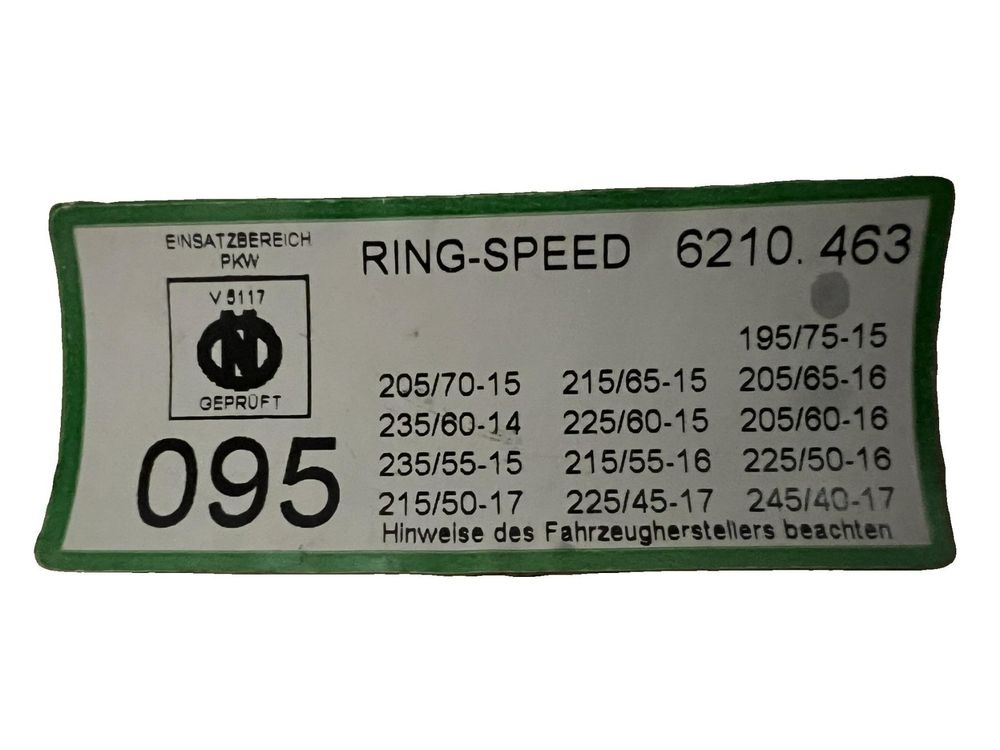 EINSATZBEREICH
PKW
V 5117
GEPRÜFT
095
RING-SPEED 6210. 463
195/75-15
205/70-15 215/65-15 205/65-16
235/60-14 225/60-15 205/60-16
235/55-15 215/55-16 225/50-16
215/50-17 225/45-17 245/40-17
Hinweise des Fahrzeugherstellers beachten